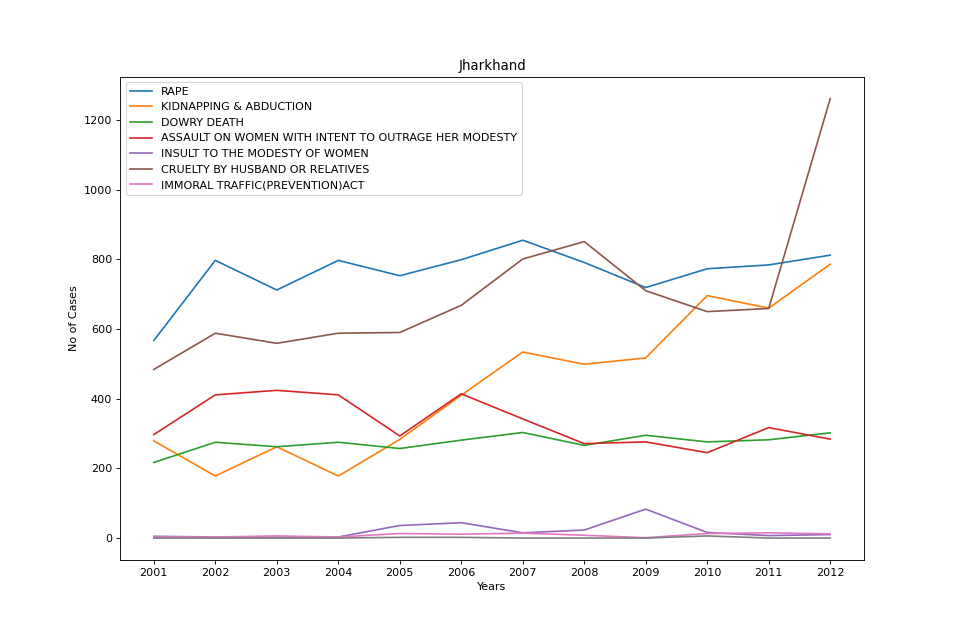 Jharkhand
RAPE
KIDNAPPING & ABDUCTION
DOWRY DEATH
ASSAULT ON WOMEN WITH INTENT TO OUTRAGE HER MODESTY
INSULT TO THE MODESTY OF WOMEN
CRUELTY BY HUSBAND OR RELATIVES
IMMORAL TRAFFIC(PREVENTION)ACT
1200
1000
800
600
400
200
0
No of Cases
2001 2002 2003 2004 2005 2006 2007 2008 2009 2010 2011 2012
Years